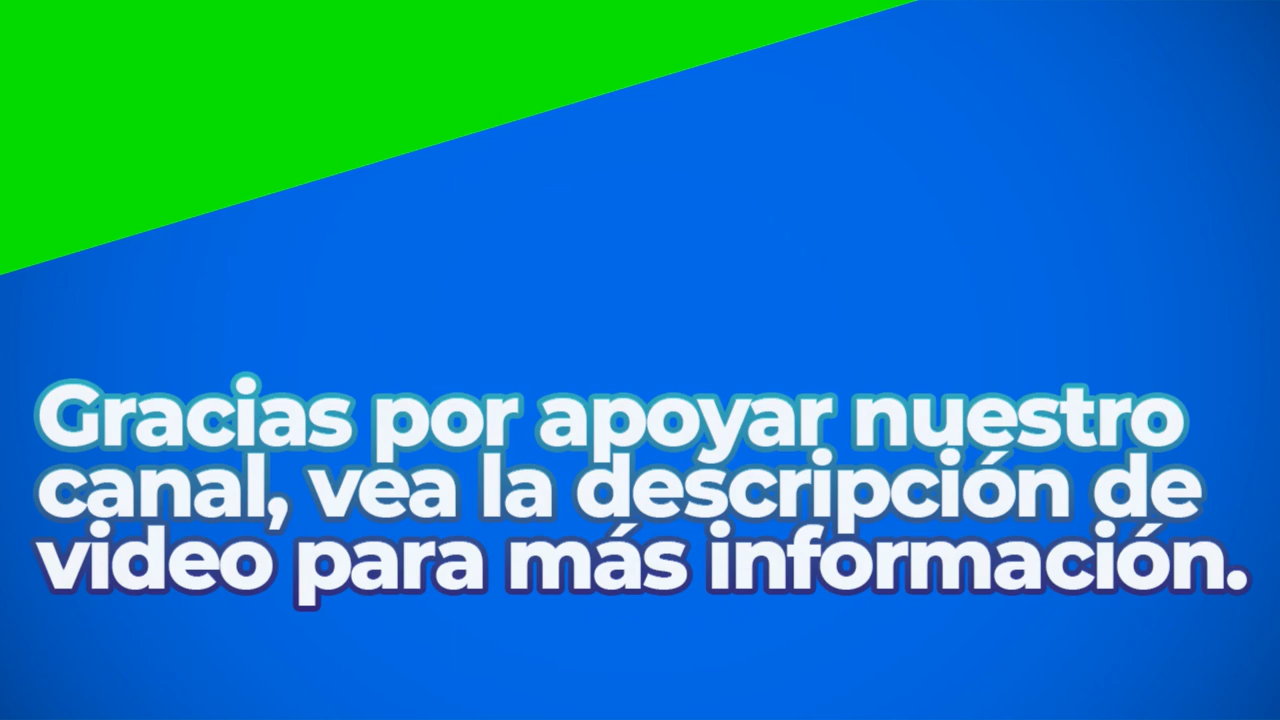 Gracias por apoyar nuestro
canal, vea la descripción de
video para más información.